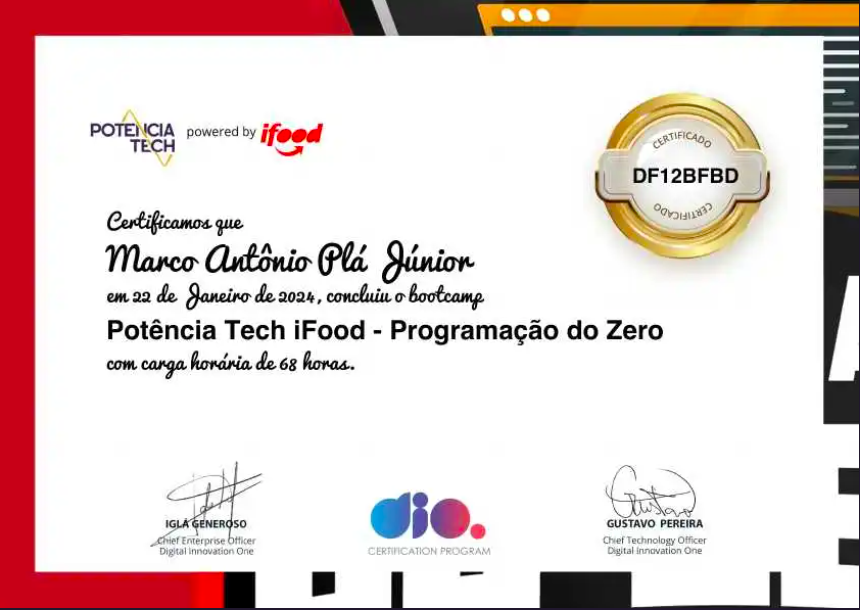 POTÊNCIA
TECH
powered by ifood
CERTIFICADO
DF12BFBD
CERTIFICADO
Certificamos que
Marco Antônio Plá Júnior
em 22 de Janeiro de 2024, concluiu o bootcamp
Potência Tech iFood - Programação do Zero
com carga horária de 68 horas.
IGLÁ GENEROSO
Chief Enterprise Officer
Digital Innovation One
dio.
CERTIFICATION PROGRAM
GUSTAVO PEREIRA
Chief Technology Officer
Digital Innovation One